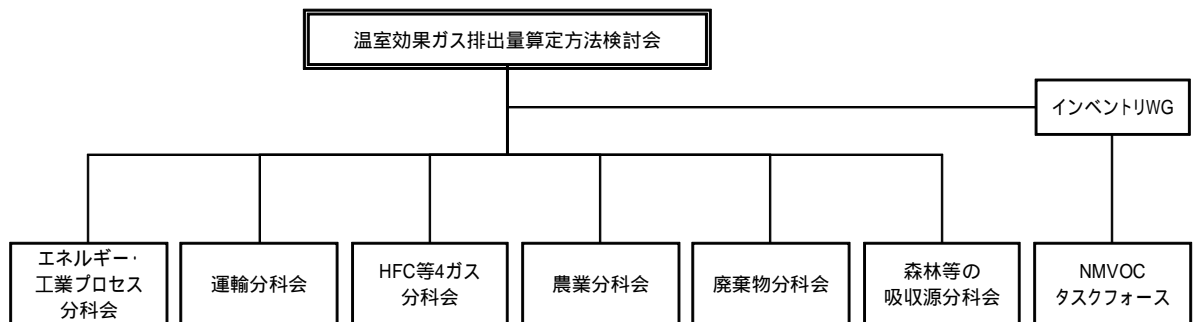 温室効果ガス排出量算定方法検討会
インベントリWG
エネルギー・
工業プロセス
分科会
運輸分科会
HFC等4ガス
分科会
農業分科会
廃棄物分科会
森林等の
吸収源分科会
NMVOC
タスクフォース